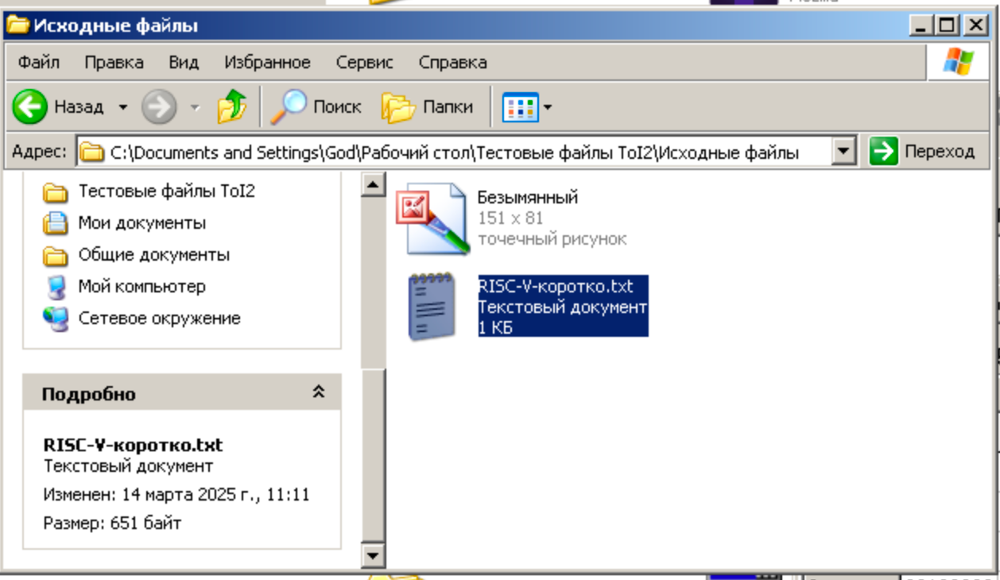 Исходные файлы
Файл Правка Вид Избранное Сервис Справка
Назад Поиск Папки
Адрес: C:\Documents and Settings\God\Рабочий стол\Тестовые файлы ToI2\Исходные файлы Переход
Тестовые файлы ToI2
Мои документы
Общие документы
Мой компьютер
Сетевое окружение
Подробно
RISC-V-коротко.txt
Текстовый документ
Изменен: 14 марта 2025 г., 11:11
Размер: 651 байт
Безымянный
151 x 81
точечный рисунок
RISC-V-коротко.txt
Текстовый документ
1 КБ